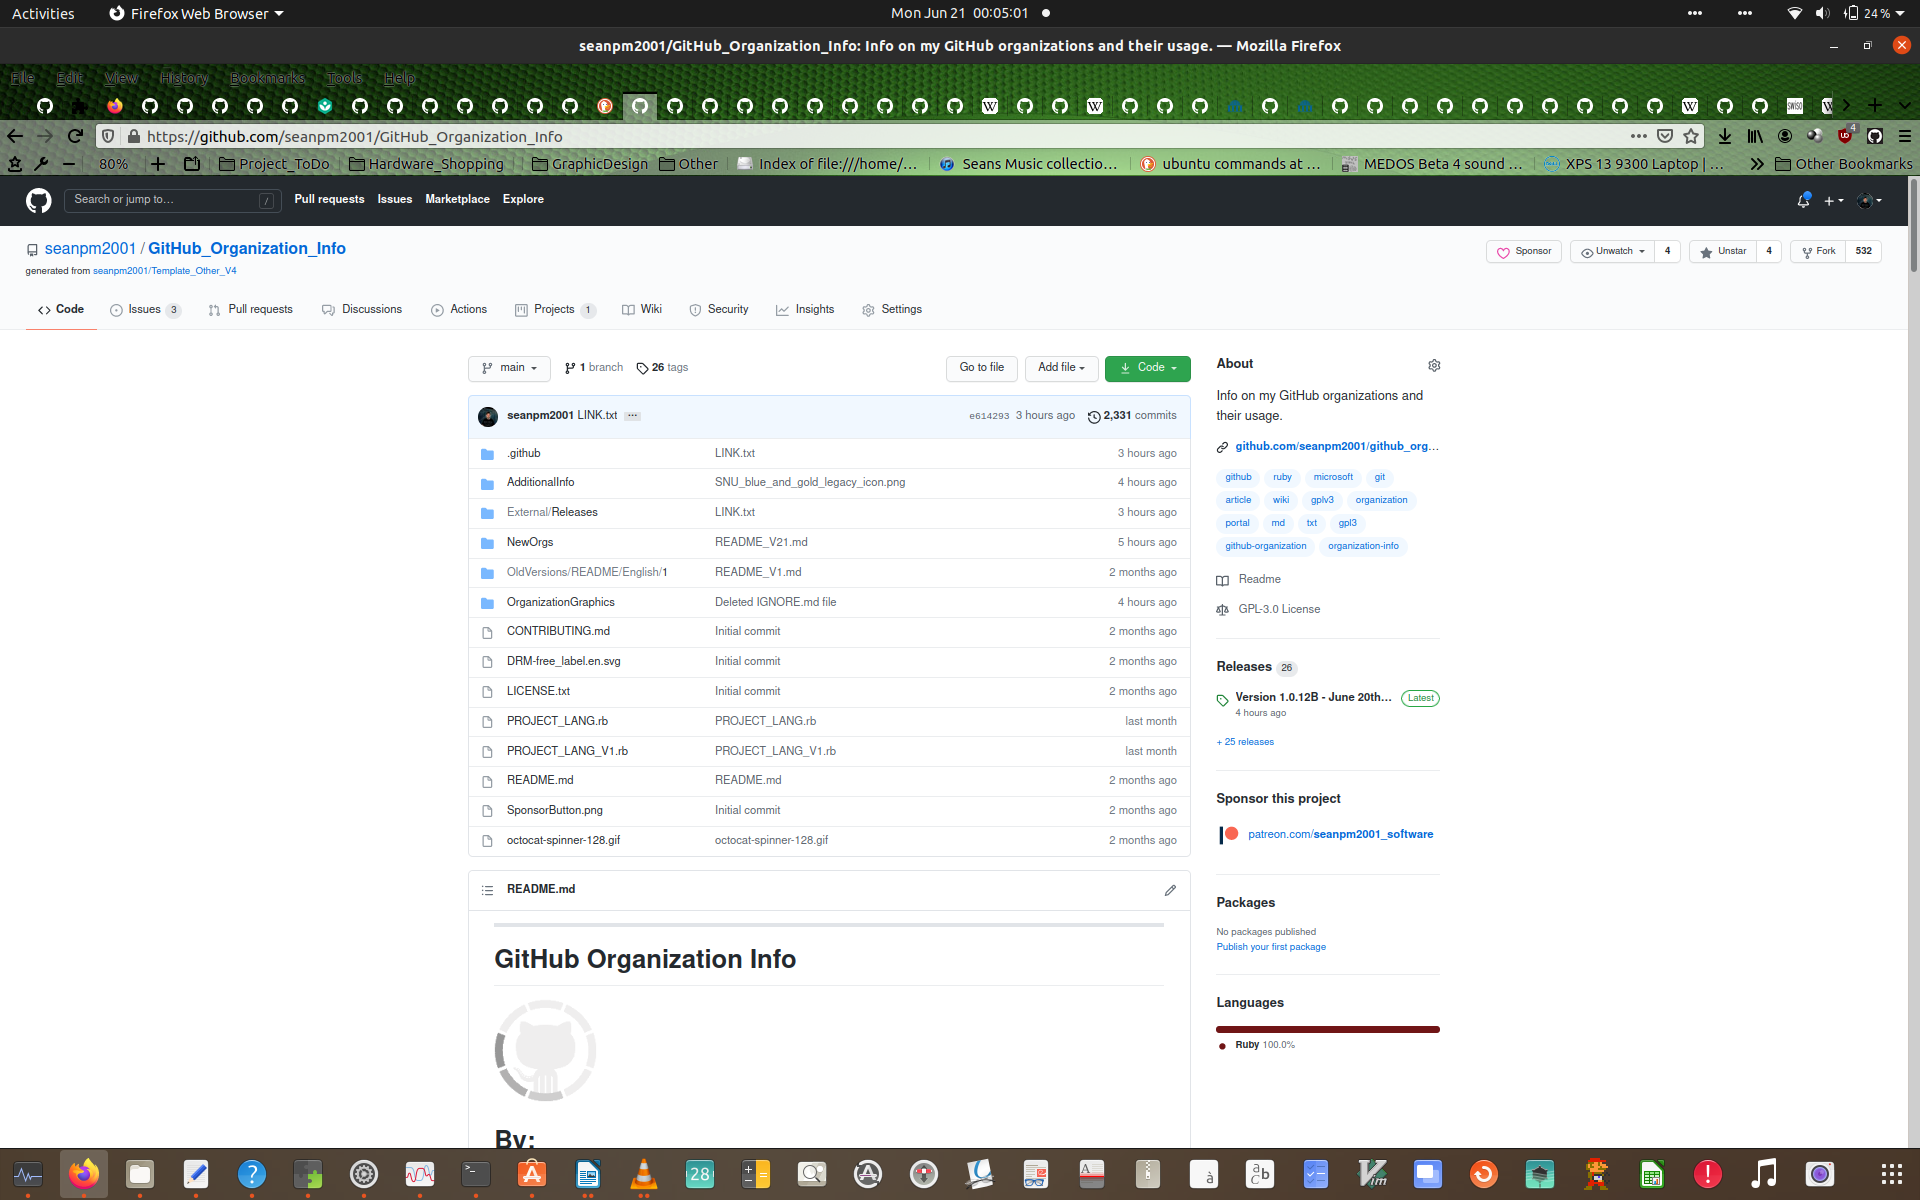 Activities
Firefox Web Browser
Mon Jun 21 00:05:01
24 %
seanpm2001/GitHub_Organization_Info: Info on my GitHub organizations and their usage. — Mozilla Firefox
File Edit View History Bookmarks Tools Help
https://github.com/seanpm2001/GitHub_Organization_Info
4
80%
Project_ToDo
Hardware_Shopping
GraphicDesign
Other
Index of file:///home/...
Seans Music collectio...
ubuntu commands at ...
MEDOS Beta 4 sound ...
XPS 13 9300 Laptop | ...
Other Bookmarks
Search or jump to...
/
Pull requests Issues Marketplace Explore
seanpm2001 / GitHub_Organization_Info
generated from seanpm2001/Template_Other_V4
Sponsor
Unwatch 4
Unstar 4
Fork 532
Code
Issues 3
Pull requests
Discussions
Actions
Projects 1
Wiki
Security
Insights
Settings
main
1 branch
26 tags
Go to file
Add file
Code
seanpm2001 LINK.txt ...
e614293 3 hours ago
2,331 commits
.github LINK.txt 3 hours ago
AdditionalInfo SNU_blue_and_gold_legacy_icon.png 4 hours ago
External/Releases LINK.txt 3 hours ago
NewOrgs README_V21.md 5 hours ago
OldVersions/README/English/1 README_V1.md 2 months ago
OrganizationGraphics Deleted IGNORE.md file 4 hours ago
CONTRIBUTING.md Initial commit 2 months ago
DRM-free_label.en.svg Initial commit 2 months ago
LICENSE.txt Initial commit 2 months ago
PROJECT_LANG.rb PROJECT_LANG.rb last month
PROJECT_LANG_V1.rb PROJECT_LANG_V1.rb last month
README.md README.md 2 months ago
SponsorButton.png Initial commit 2 months ago
octocat-spinner-128.gif octocat-spinner-128.gif 2 months ago
README.md
GitHub Organization Info
By:
About
Info on my GitHub organizations and
their usage.
github.com/seanpm2001/github_org...
github ruby microsoft git
article wiki gplv3 organization
portal md txt gpl3
github-organization organization-info
Readme
GPL-3.0 License
Releases 26
Version 1.0.12B - June 20th... Latest
4 hours ago
+ 25 releases
Sponsor this project
patreon.com/seanpm2001_software
Packages
No packages published
Publish your first package
Languages
Ruby 100.0%
28